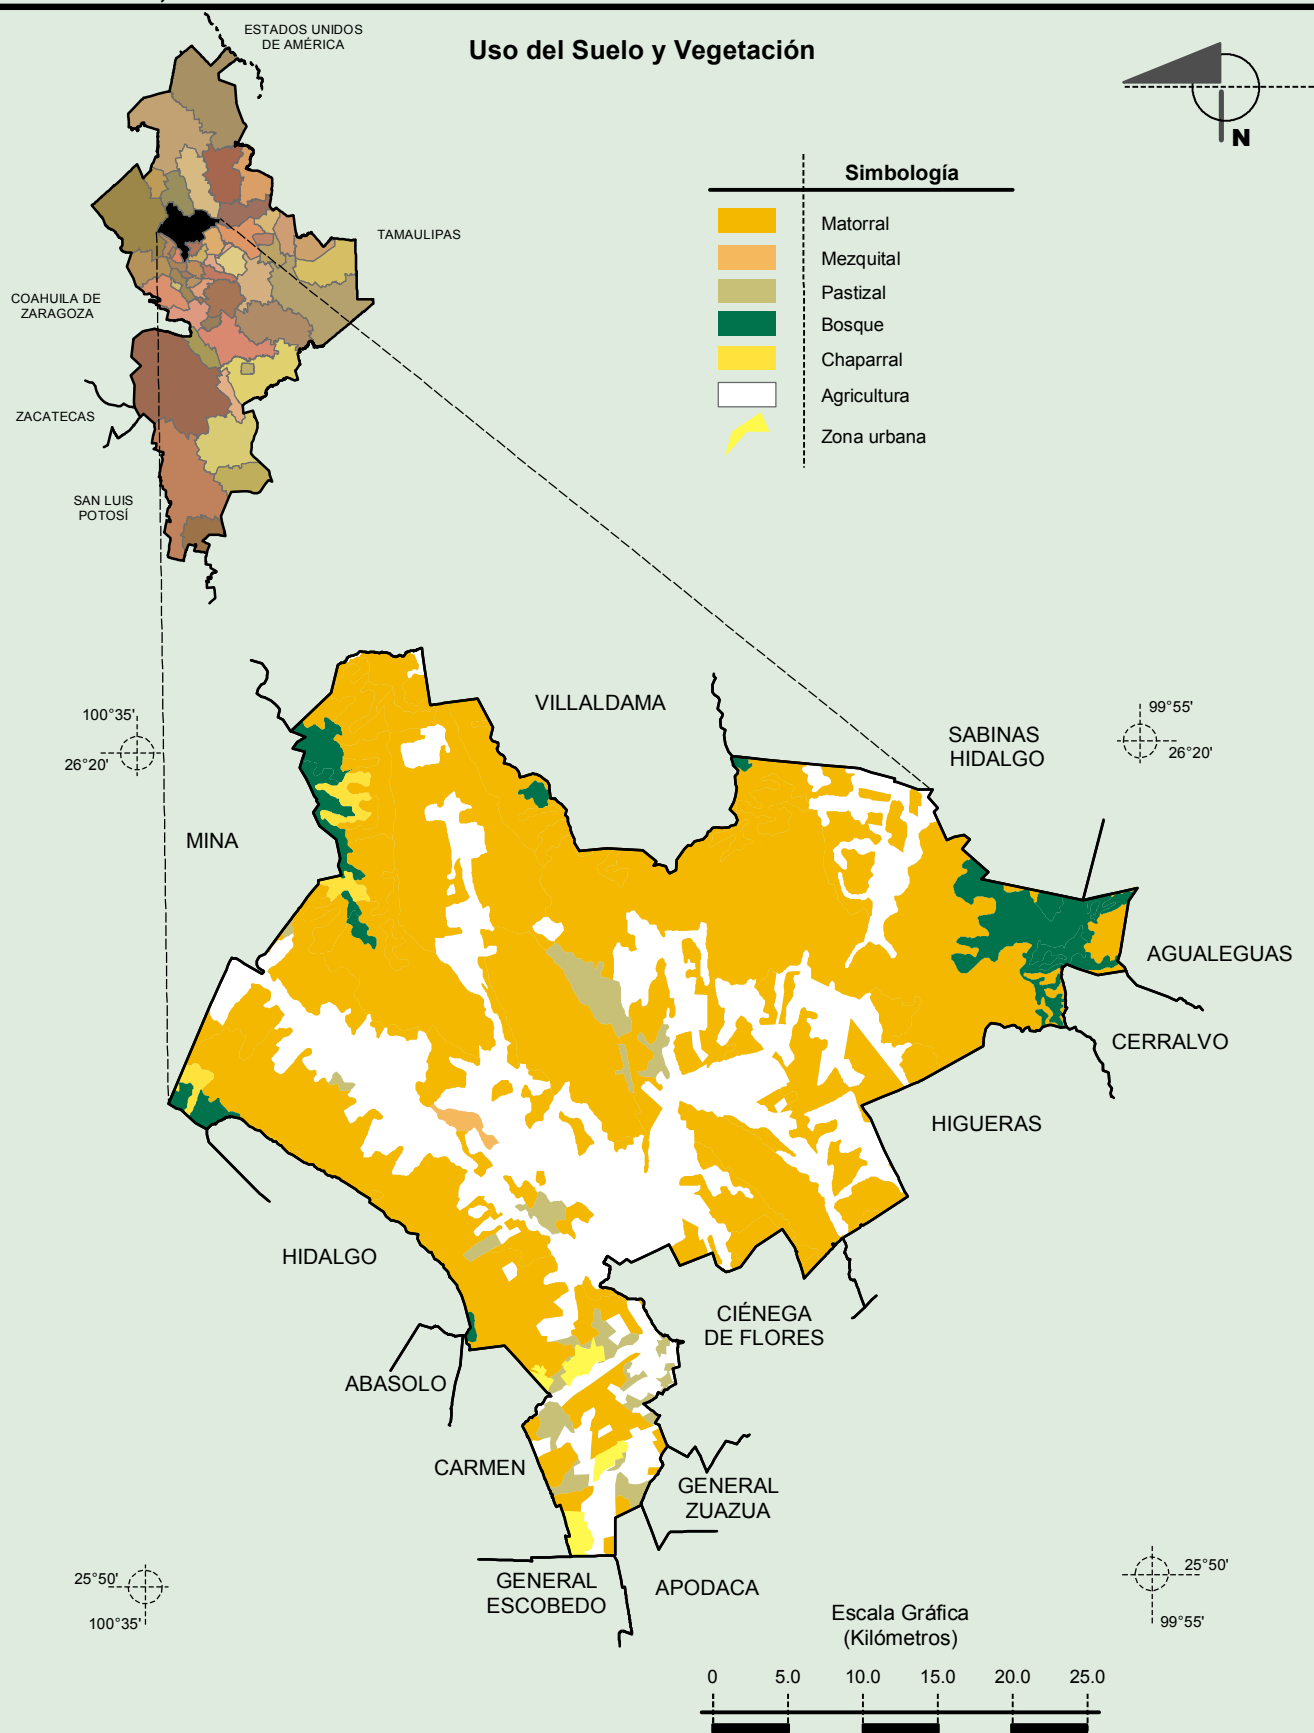 Uso del Suelo y Vegetación
ESTADOS UNIDOS
DE AMÉRICA
N
TAMAULIPAS
COAHUILA DE
ZARAGOZA
ZACATECAS
SAN LUIS
POTOSÍ
Simbología
Matorral
Mezquital
Pastizal
Bosque
Chaparral
Agricultura
Zona urbana
100°35'
26°20'
99°55'
26°20'
VILLALDAMA
SABINAS
HIDALGO
MINA
AGUALEGUAS
CERRALVO
HIGUERAS
HIDALGO
CIÉNEGA
DE FLORES
ABASOLO
CARMEN
GENERAL
ZUAZUA
GENERAL
ESCOBEDO
APODACA
25°50'
100°35'
25°50'
99°55'
Escala Gráfica
(Kilómetros)
0 5.0 10.0 15.0 20.0 25.0